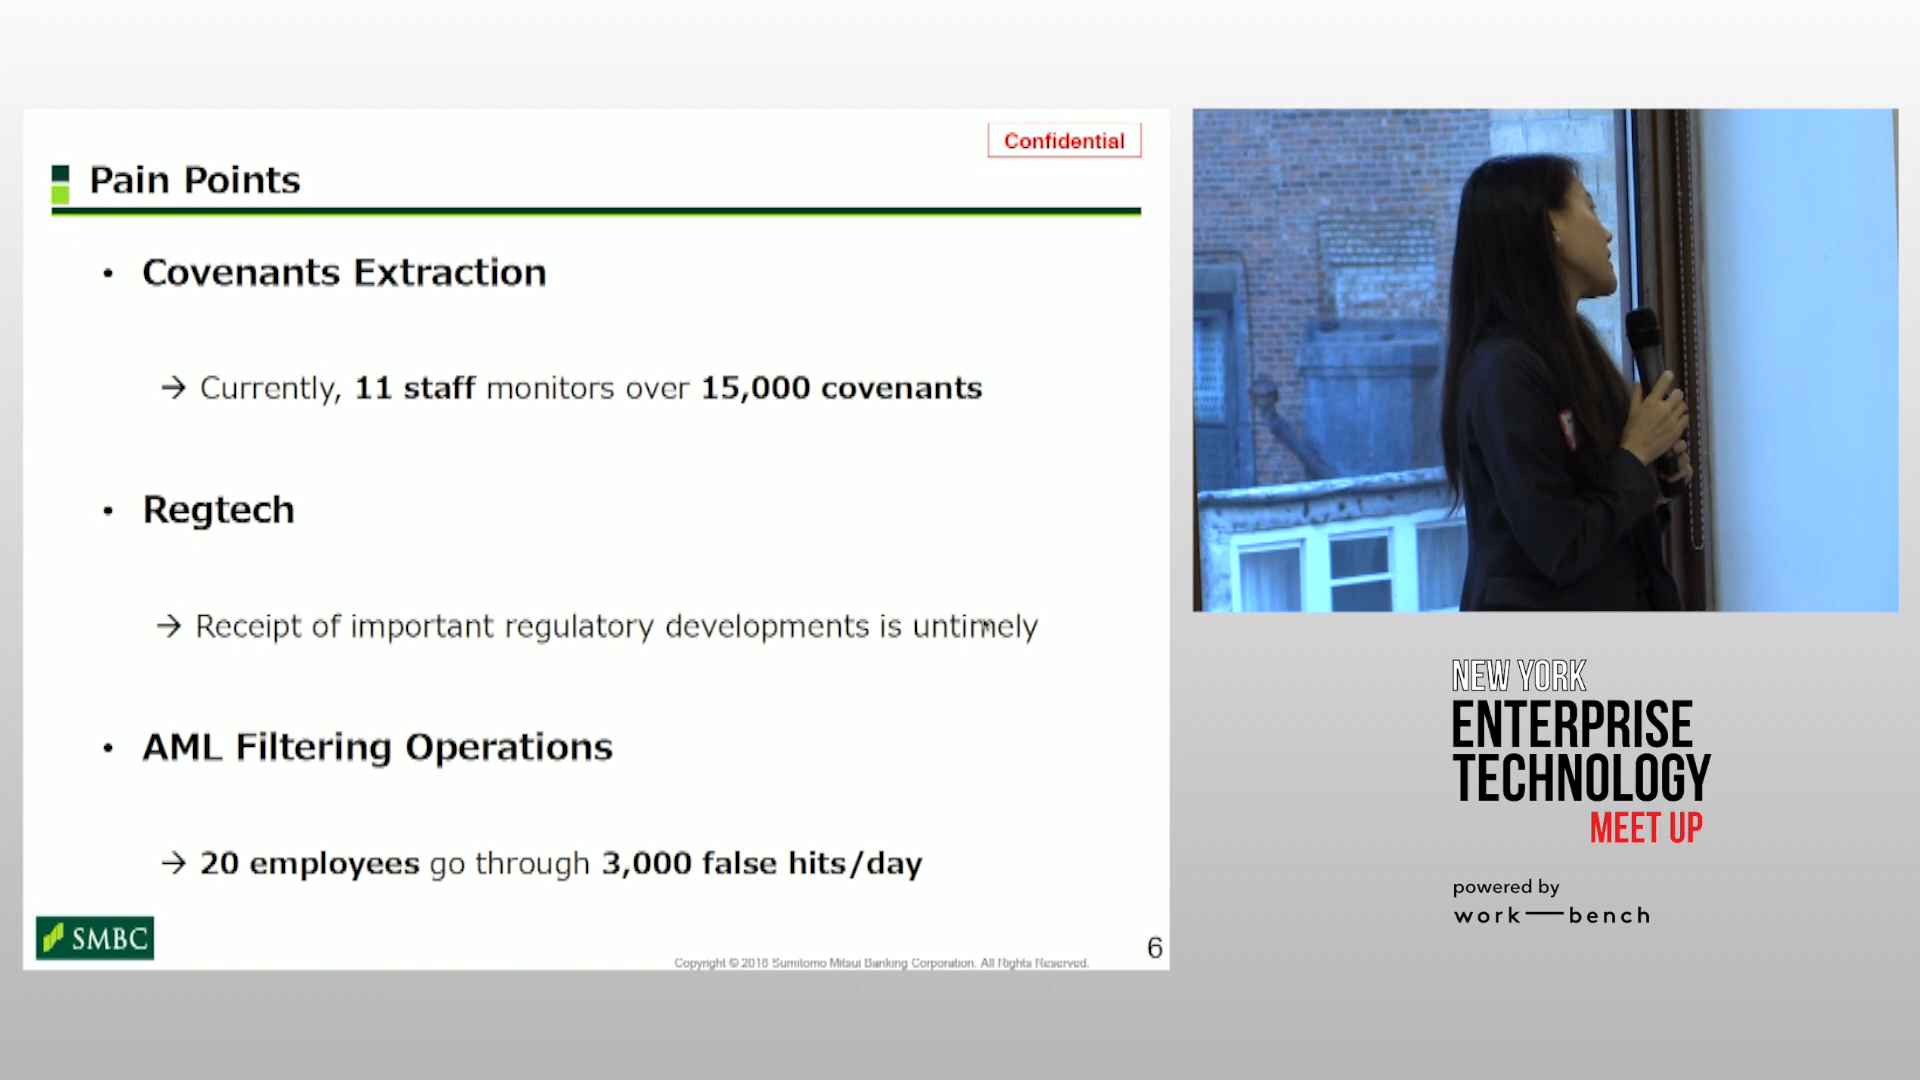 Confidential
Pain Points
• Covenants Extraction
→ Currently, 11 staff monitors over 15,000 covenants
• Regtech
→ Receipt of important regulatory developments is untimely
• AML Filtering Operations
→ 20 employees go through 3,000 false hits/day
SMBC
Copyright © 2018 Sumitomo Mitsui Banking Corporation. All Rights Reserved.
6
NEW YORK
ENTERPRISE
TECHNOLOGY
MEET UP
powered by
work—bench